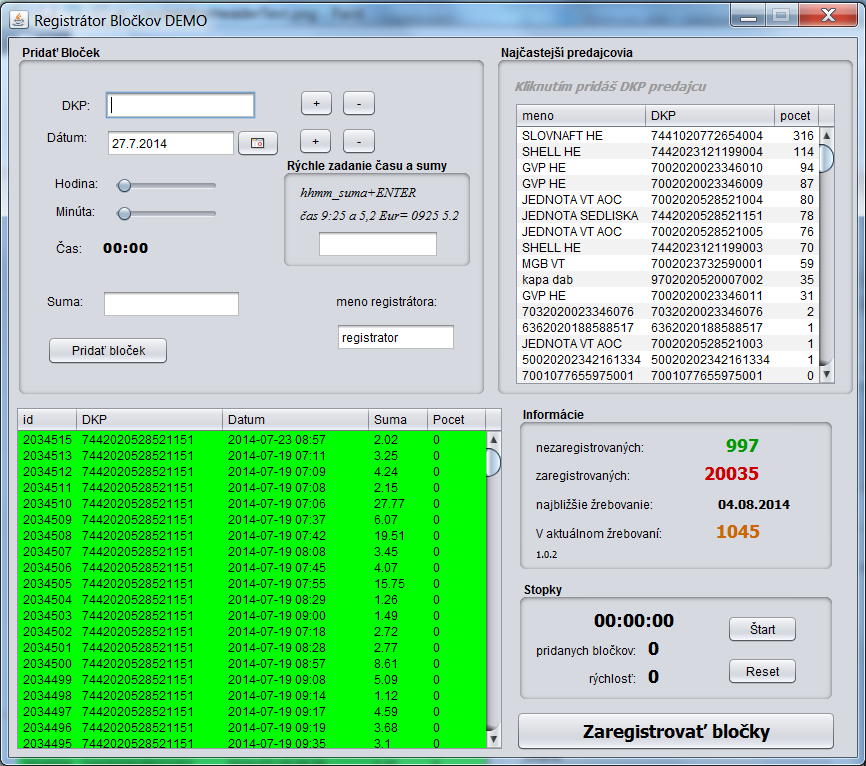 Registrátor Bločkov DEMO
Pridať Bloček
DKP:
+ -
Dátum: 27.7.2014
+ -
Hodina:
Minúta:
Čas: 00:00
Rýchle zadanie času a sumy
hhmm_suma+ENTER
čas 9:25 a 5,2 Eur= 0925 5.2
Suma:
meno registrátora:
registrator
Pridať bloček
Najčastejší predajcovia
Kliknutím pridáš DKP predajcu
meno DKP pocet
SLOVNAFT HE 7441020772654004 316
SHELL HE 7442023121199004 114
GVP HE 7002020023346010 94
GVP HE 7002020023346009 87
JEDNOTA VT AOC 7002020528521004 80
JEDNOTA SEDLISKA 7442020528521151 78
JEDNOTA VT AOC 7002020528521005 76
SHELL HE 7442023121199003 70
MGB VT 7002023732590001 59
kapa dab 9702020520007002 35
GVP HE 7002020023346011 31
7032020023346076 7032020023346076 2
6362020188588517 6362020188588517 1
JEDNOTA VT AOC 7002020528521003 1
50020202342161334 50020202342161334 1
7001077655975001 7001077655975001 0
id DKP Datum Suma Pocet
2034515 7442020528521151 2014-07-23 08:57 2.02 0
2034513 7442020528521151 2014-07-19 07:11 3.25 0
2034512 7442020528521151 2014-07-19 07:09 4.24 0
2034511 7442020528521151 2014-07-19 07:08 2.15 0
2034510 7442020528521151 2014-07-19 07:06 27.77 0
2034509 7442020528521151 2014-07-19 07:37 6.07 0
2034508 7442020528521151 2014-07-19 07:42 19.51 0
2034507 7442020528521151 2014-07-19 08:08 3.45 0
2034506 7442020528521151 2014-07-19 07:45 4.07 0
2034505 7442020528521151 2014-07-19 07:55 15.75 0
2034504 7442020528521151 2014-07-19 08:29 1.26 0
2034503 7442020528521151 2014-07-19 09:00 1.49 0
2034502 7442020528521151 2014-07-19 07:18 2.72 0
2034501 7442020528521151 2014-07-19 08:28 2.77 0
2034500 7442020528521151 2014-07-19 08:57 8.61 0
2034499 7442020528521151 2014-07-19 09:08 5.09 0
2034498 7442020528521151 2014-07-19 09:14 1.12 0
2034497 7442020528521151 2014-07-19 09:17 4.59 0
2034496 7442020528521151 2014-07-19 09:19 3.68 0
2034495 7442020528521151 2014-07-19 09:35 3.1 0
Informácie
nezaregistrovaných: 997
zaregistrovaných: 20035
najbližšie žrebovanie: 04.08.2014
V aktuálnom žrebovaní: 1045
1.0.2
Stopky
00:00:00
Štart
pridanych bločkov: 0
rýchlosť: 0
Reset
Zaregistrovať bločky